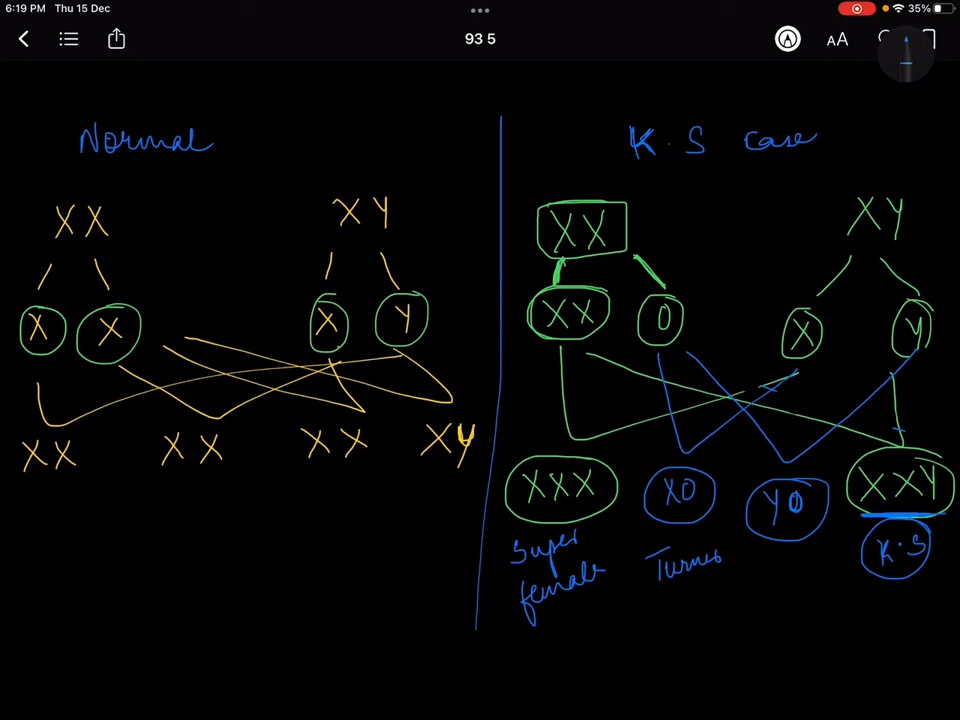 6:19 PM Thu 15 Dec
35%
93 5
AA
Normal
K.S case
XX
XY
XX
XY
X X
X Y
XX O
X Y
XX XX XX XY
XXX XO YO XXY
Super female
Turner
K.S